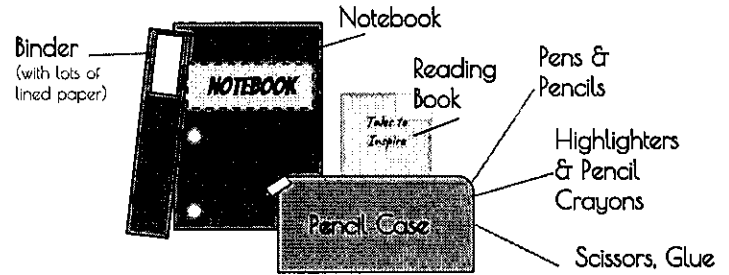 Notebook
Binder
(with lots of
lined paper)
NOTEBOOK
Reading
Book
Pens &
Pencils
Tales to
Inspire
Highlighters
& Pencil
Crayons
Pencil Case
Scissors, Glue